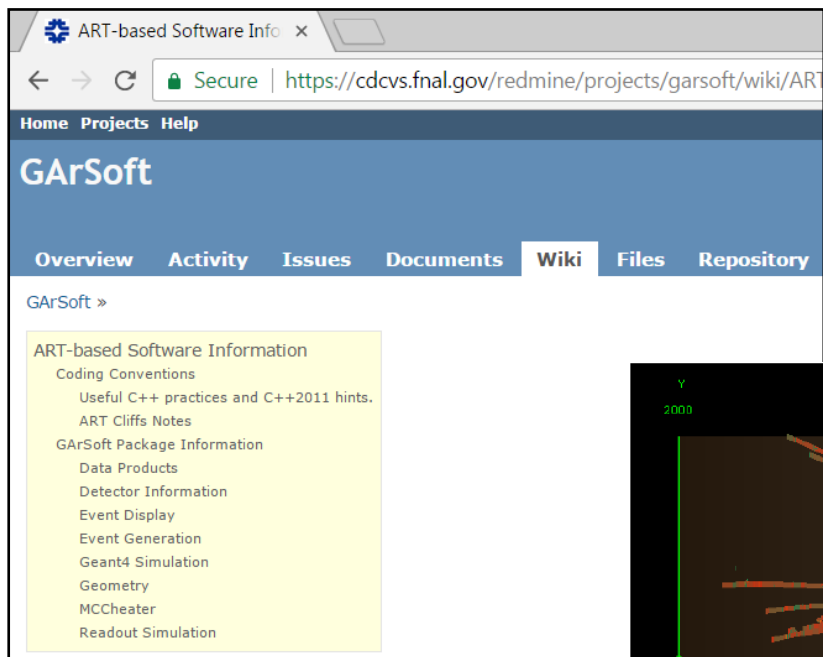 ART-based Software Info
Secure https://cdcvs.fnal.gov/redmine/projects/garsoft/wiki/ART
Home Projects Help
GArSoft
Overview Activity Issues Documents Wiki Files Repository
GArSoft »
ART-based Software Information
Coding Conventions
Useful C++ practices and C++2011 hints.
ART Cliffs Notes
GArSoft Package Information
Data Products
Detector Information
Event Display
Event Generation
Geant4 Simulation
Geometry
MCCheater
Readout Simulation
Y
2000